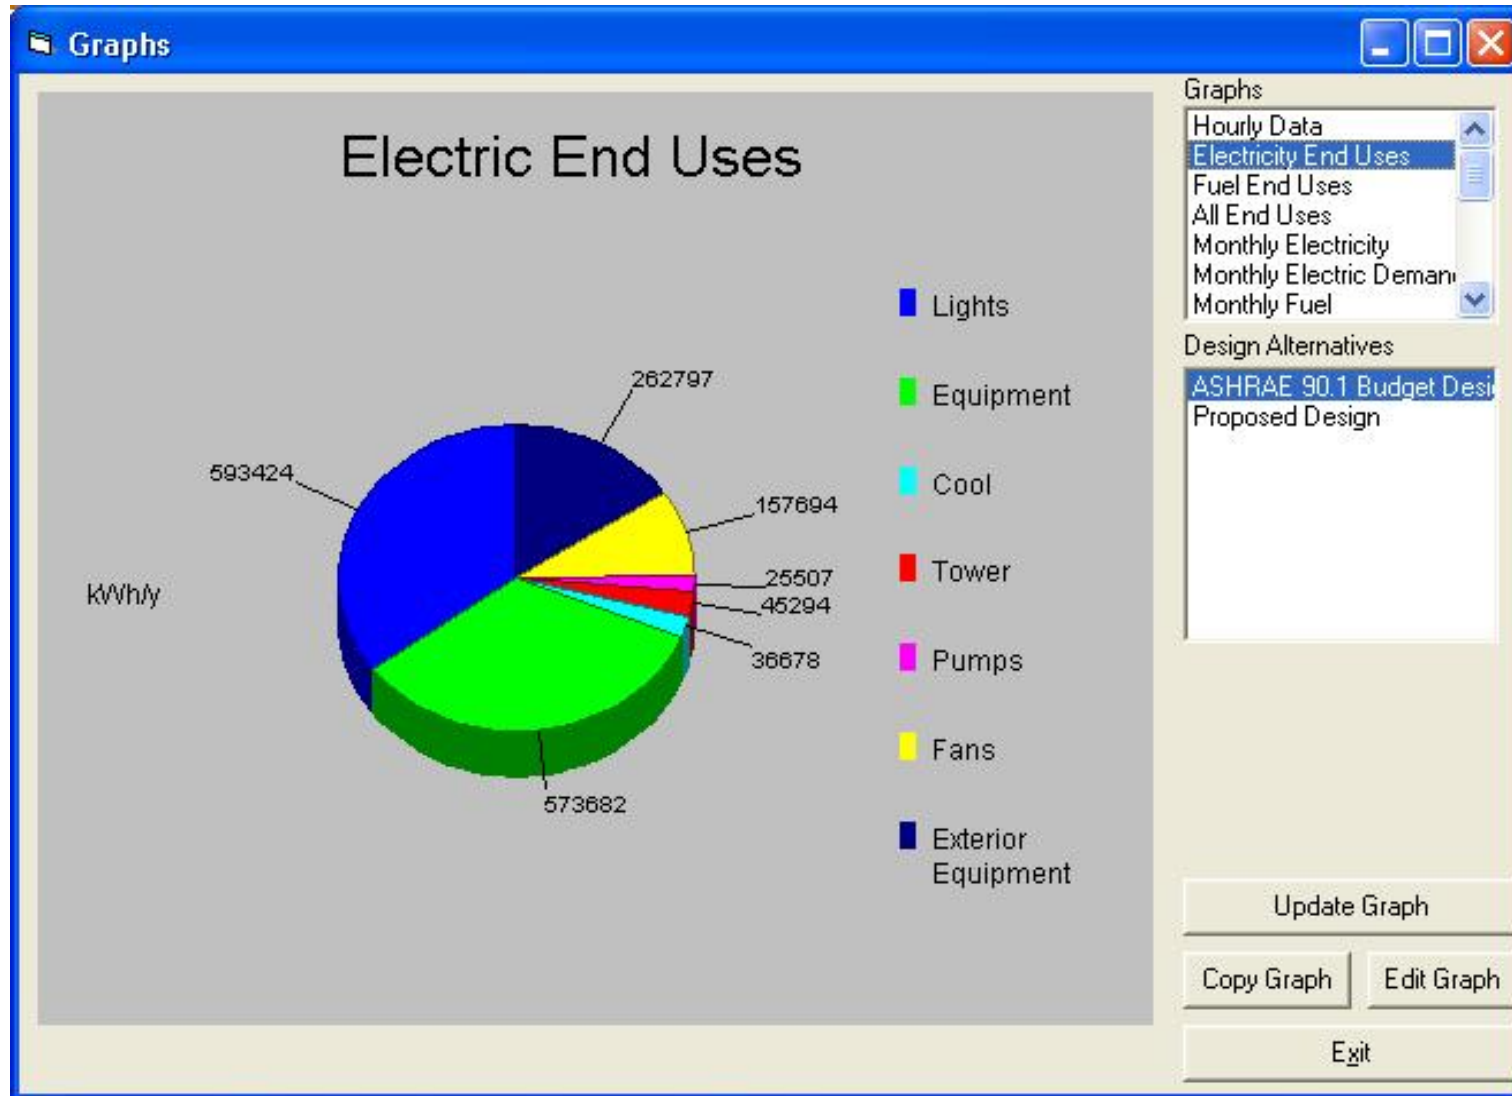 Graphs
Electric End Uses
262797
593424
157694
kWh/y
25507
45294
36678
573682
Lights
Equipment
Cool
Tower
Pumps
Fans
Exterior
Equipment
Graphs
Hourly Data
Electricity End Uses
Fuel End Uses
All End Uses
Monthly Electricity
Monthly Electric Deman
Monthly Fuel
Design Alternatives
ASHRAE 90.1 Budget Desi
Proposed Design
Update Graph
Copy Graph
Edit Graph
Exit